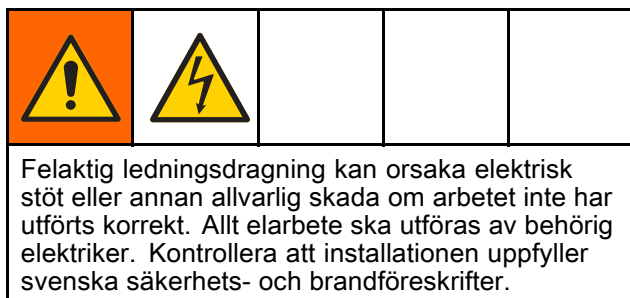 Felaktig ledningsdragning kan orsaka elektrisk
stöt eller annan allvarlig skada om arbetet inte har
utförts korrekt. Allt elarbete ska utföras av behörig
elektriker. Kontrollera att installationen uppfyller
svenska säkerhets- och brandföreskrifter.